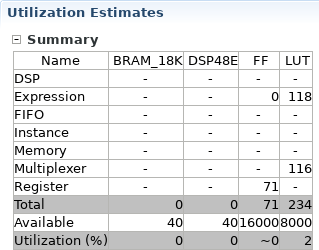 Utilization Estimates
Summary
Name BRAM_18K DSP48E FF LUT
DSP - - - -
Expression - - 0 118
FIFO - - - -
Instance - - - -
Memory - - - -
Multiplexer - - - 116
Register - - 71 -
Total 0 0 71 234
Available 40 40 16000 8000
Utilization (%) 0 0 ~0 2